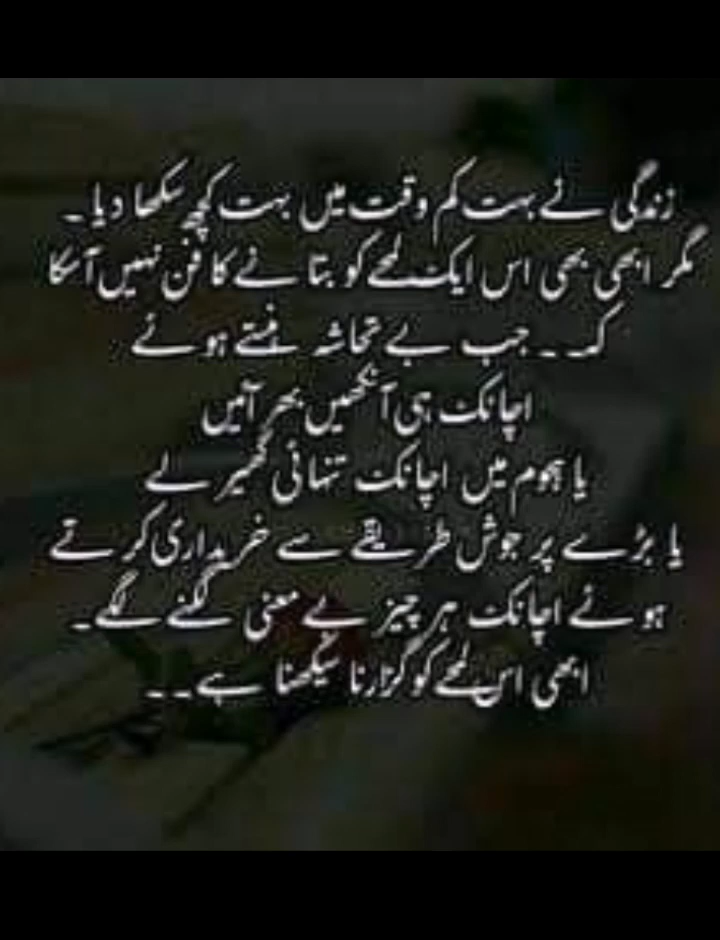 زندگی نے بہت کم وقت میں بہت کچھ سکھا دیا ۔
مگر ابھی بھی اس ایک لمحے کو بتانے کا فن نہیں آسکا
کہ ۔۔ جب بے تحاشہ ہنستے ہوئے
اچانک ہی آنکھیں بھر آئیں
یا ہجوم میں اچانک تنہائی گھیر لے
یا بڑے پر جوش طریقے سے خریداری کرتے
ہوئے اچانک ہر چیز بے معنی لگنے لگے ۔
ابھی اس لمحے کو گزارنا سیکھنا ہے ۔۔